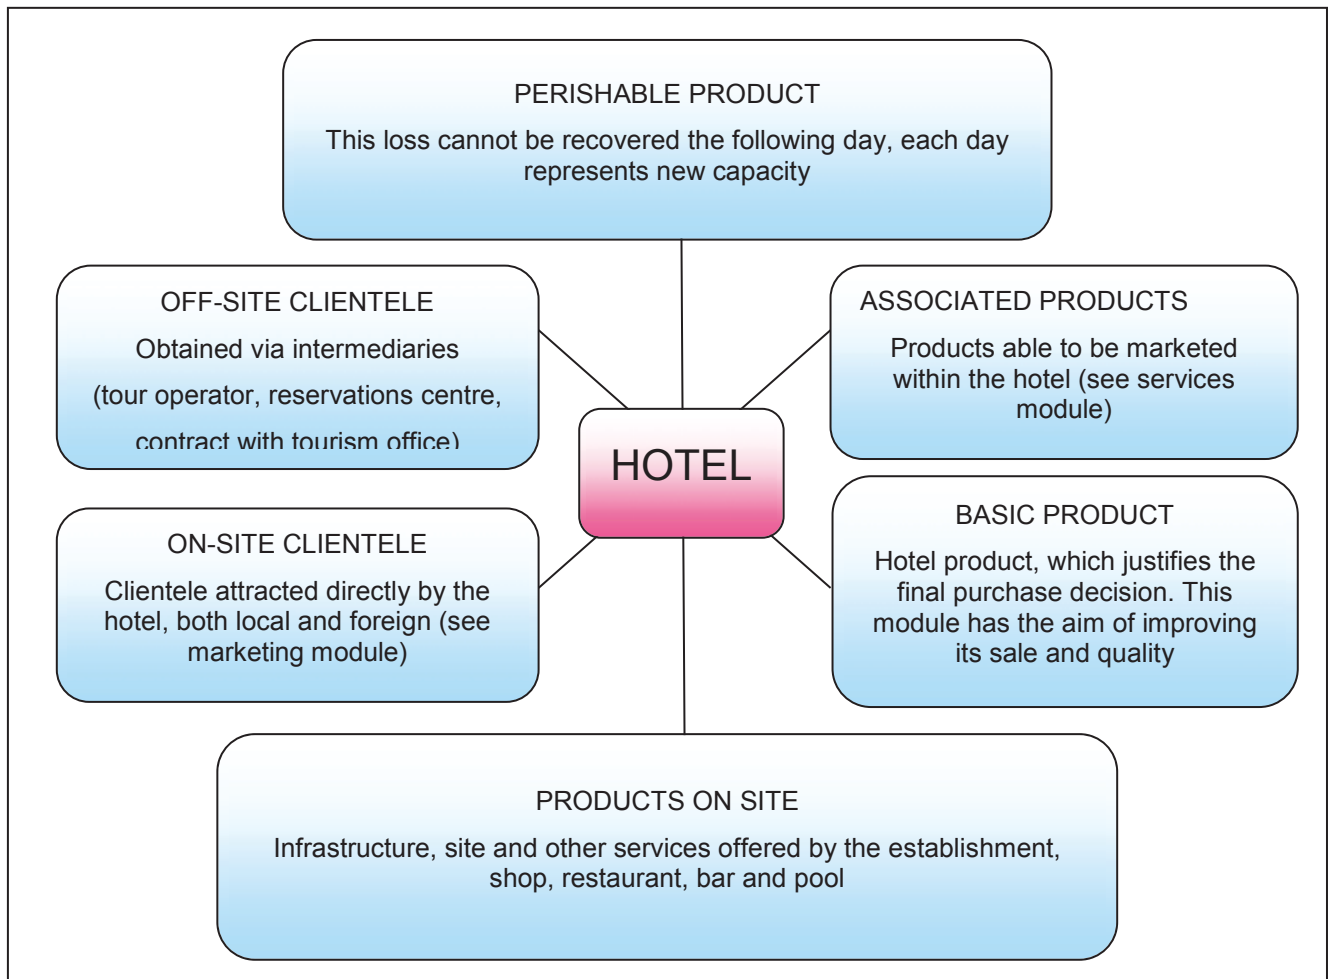 PERISHABLE PRODUCT
This loss cannot be recovered the following day, each day
represents new capacity
OFF-SITE CLIENTELE
Obtained via intermediaries
(tour operator, reservations centre,
contract with tourism office)
ASSOCIATED PRODUCTS
Products able to be marketed
within the hotel (see services
module)
HOTEL
ON-SITE CLIENTELE
Clientele attracted directly by the
hotel, both local and foreign (see
marketing module)
BASIC PRODUCT
Hotel product, which justifies the
final purchase decision. This
module has the aim of improving
its sale and quality
PRODUCTS ON SITE
Infrastructure, site and other services offered by the establishment,
shop, restaurant, bar and pool